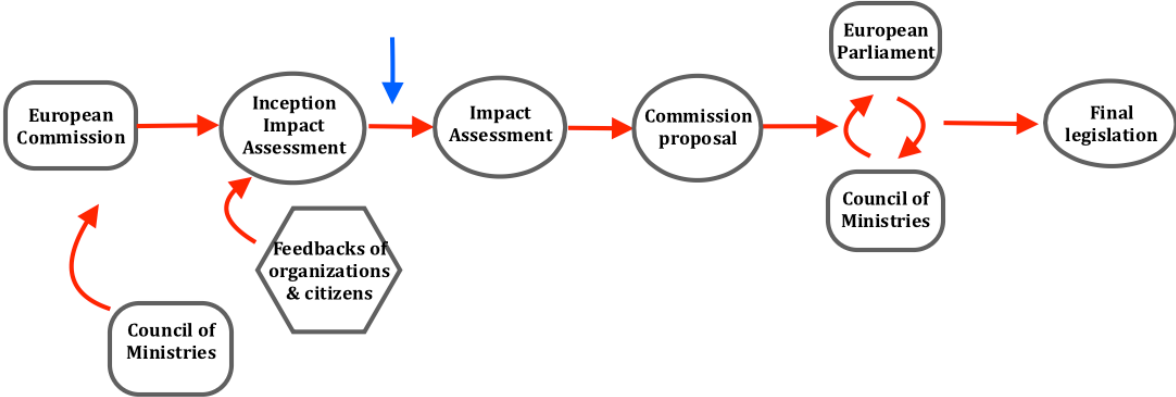 European
Commission
Inception
Impact
Assessment
Impact
Assessment
Commission
proposal
European
Parliament
Council of
Ministries
Final
legislation
Feedbacks of
organizations
& citizens
Council of
Ministries